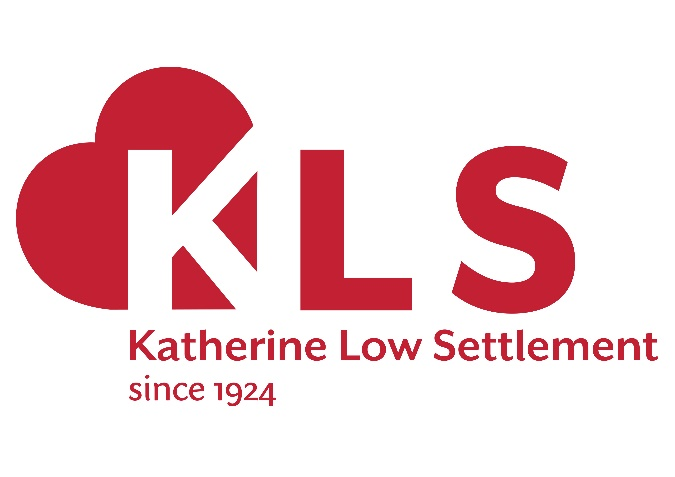 KLS
Katherine Low Settlement
since 1924